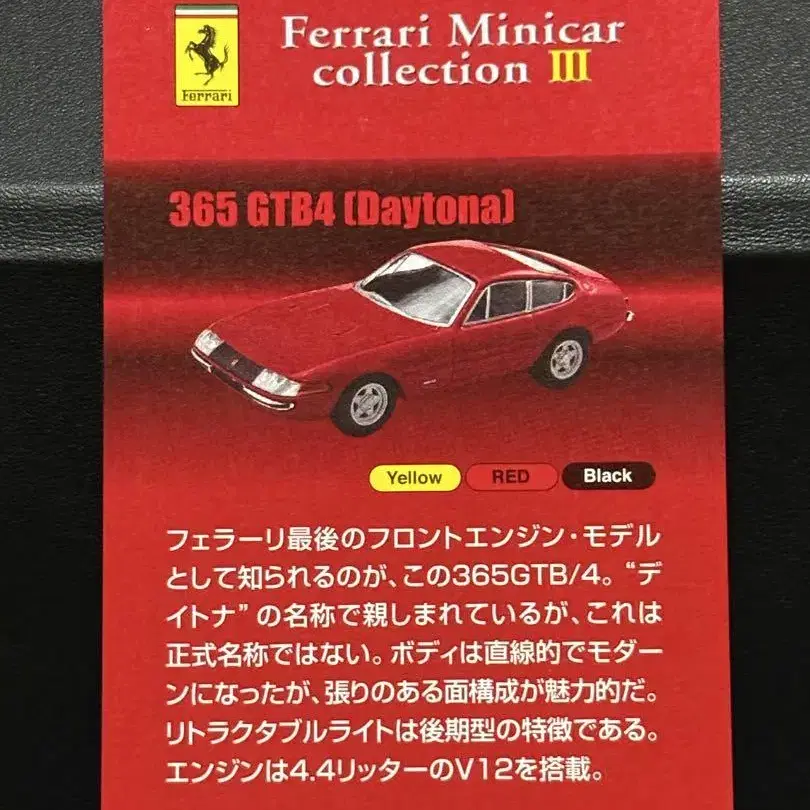 Ferrari
Ferrari Minicar
collection III
365 GTB4 (Daytona)
Yellow RED Black
フェラーリ最後のフロントエンジン・モデル
として知られるのが、この365GTB/4。“デ
イトナ”の名称で親しまれているが、これは
正式名称ではない。ボディは直線的でモダー
ンになったが、張りのある面構成が魅力的だ。
リトラクタブルライトは後期型の特徴である。
エンジンは4.4リッターのV12を搭載。